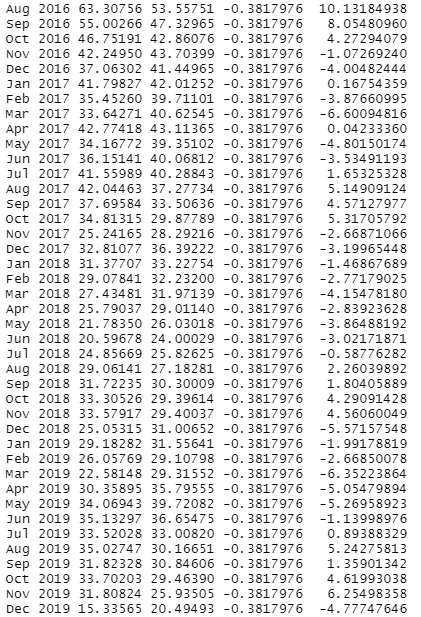 Aug 2016 63.30756 53.55751 -0.3817976 10.13184938
Sep 2016 55.00266 47.32965 -0.3817976 8.05480960
Oct 2016 46.75191 42.86076 -0.3817976 4.27294079
Nov 2016 42.24950 43.70399 -0.3817976 -1.07269240
Dec 2016 37.06302 41.44965 -0.3817976 -4.00482444
Jan 2017 41.79827 42.01252 -0.3817976 0.16754359
Feb 2017 35.45260 39.71101 -0.3817976 -3.87660995
Mar 2017 33.64271 40.62545 -0.3817976 -6.60094816
Apr 2017 42.77418 43.11365 -0.3817976 0.04233360
May 2017 34.16772 39.35102 -0.3817976 -4.80150174
Jun 2017 36.15141 40.06812 -0.3817976 -3.53491193
Jul 2017 41.55989 40.28843 -0.3817976 1.65325328
Aug 2017 42.04463 37.27734 -0.3817976 5.14909124
Sep 2017 37.69584 33.50636 -0.3817976 4.57127977
Oct 2017 34.81315 29.87789 -0.3817976 5.31705792
Nov 2017 25.24165 28.29216 -0.3817976 -2.66871066
Dec 2017 32.81077 36.39222 -0.3817976 -3.19965448
Jan 2018 31.37707 33.22754 -0.3817976 -1.46867689
Feb 2018 29.07841 32.23200 -0.3817976 -2.77179025
Mar 2018 27.43481 31.97139 -0.3817976 -4.15478180
Apr 2018 25.79037 29.01140 -0.3817976 -2.83923628
May 2018 21.78350 26.03018 -0.3817976 -3.86488192
Jun 2018 20.59678 24.00029 -0.3817976 -3.02171871
Jul 2018 24.85669 25.82625 -0.3817976 -0.58776282
Aug 2018 29.06141 27.18281 -0.3817976 2.26039892
Sep 2018 31.72235 30.30009 -0.3817976 1.80405889
Oct 2018 33.30526 29.39614 -0.3817976 4.29091428
Nov 2018 33.57917 29.40037 -0.3817976 4.56060049
Dec 2018 25.05315 31.00652 -0.3817976 -5.57157548
Jan 2019 29.18282 31.55641 -0.3817976 -1.99178819
Feb 2019 26.05769 29.10798 -0.3817976 -2.66850078
Mar 2019 22.58148 29.31552 -0.3817976 -6.35223864
Apr 2019 30.35895 35.79555 -0.3817976 -5.05479894
May 2019 34.06943 39.72082 -0.3817976 -5.26958923
Jun 2019 35.13297 36.65475 -0.3817976 -1.13998976
Jul 2019 33.52028 33.00820 -0.3817976 0.89388329
Aug 2019 35.02747 30.16651 -0.3817976 5.24275813
Sep 2019 31.82328 30.84606 -0.3817976 1.35901342
Oct 2019 33.70203 29.46390 -0.3817976 4.61993038
Nov 2019 31.80824 25.93505 -0.3817976 6.25498358
Dec 2019 15.33565 20.49493 -0.3817976 -4.77747646